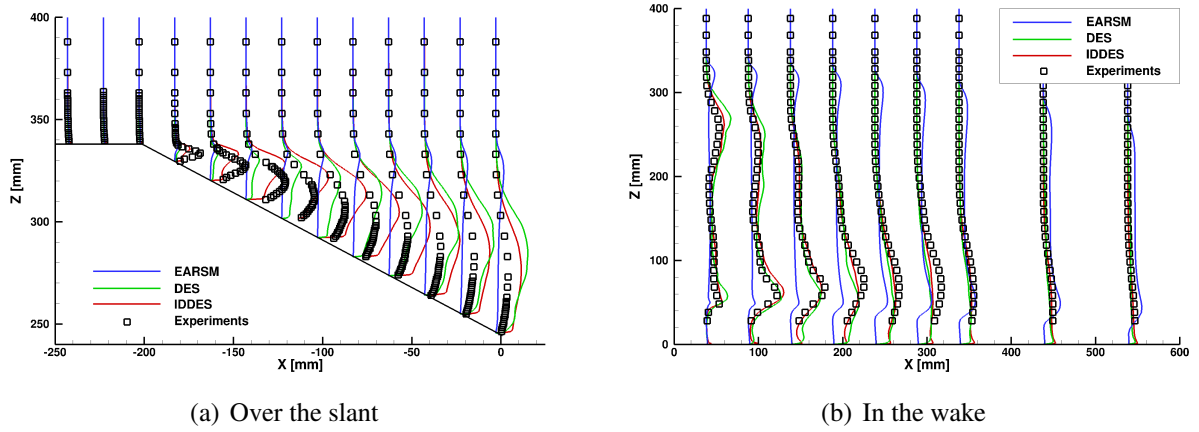 400
350
300
250
Z [mm]
-250
-200
-150
-100
-50
0
X [mm]
EARSM
DES
IDDES
Experiments
(a) Over the slant
400
300
200
100
0
Z [mm]
0
100
200
300
400
500
600
X [mm]
EARSM
DES
IDDES
Experiments
(b) In the wake